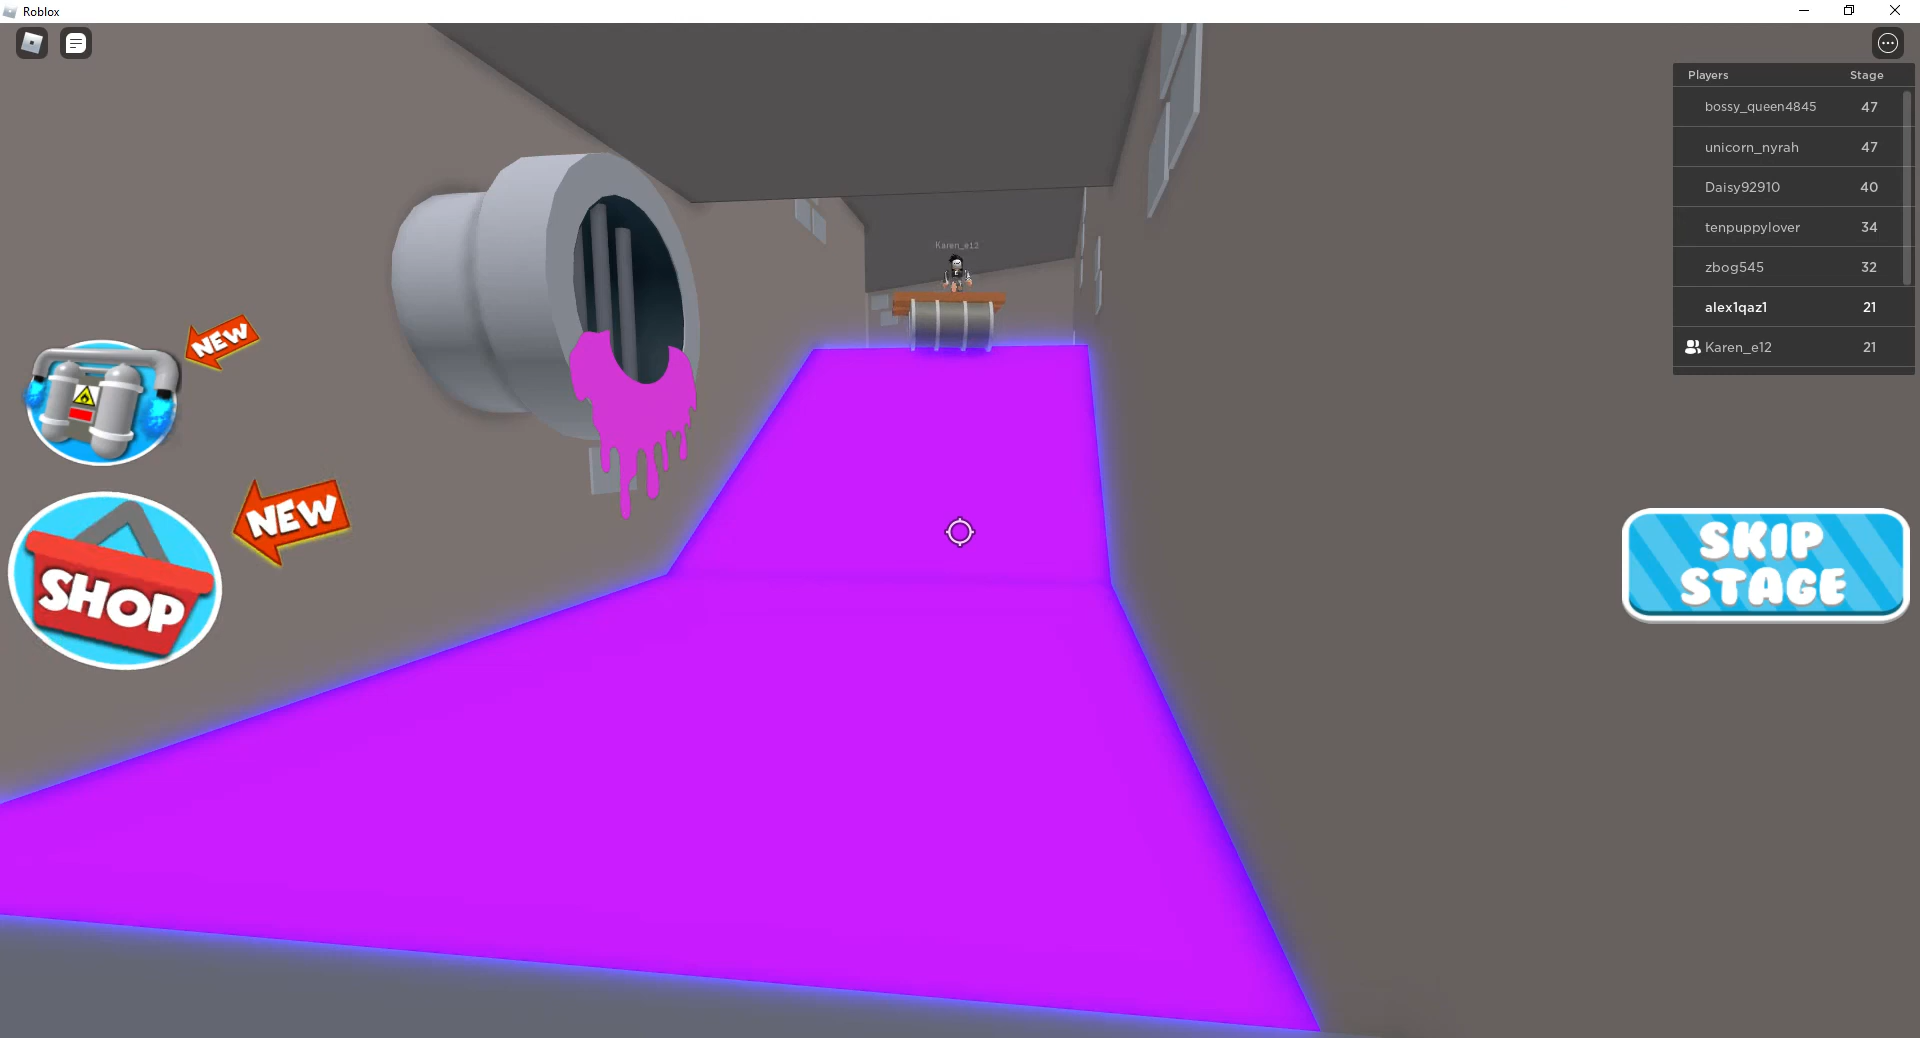 Roblox
Players Stage
bossy_queen4845 47
unicorn_nyrah 47
Daisy92910 40
tenpuppylover 34
zbog545 32
alex1qaz1 21
Karen_e12 21
Karen_e12
NEW
NEW
SHOP
SKIP
STAGE